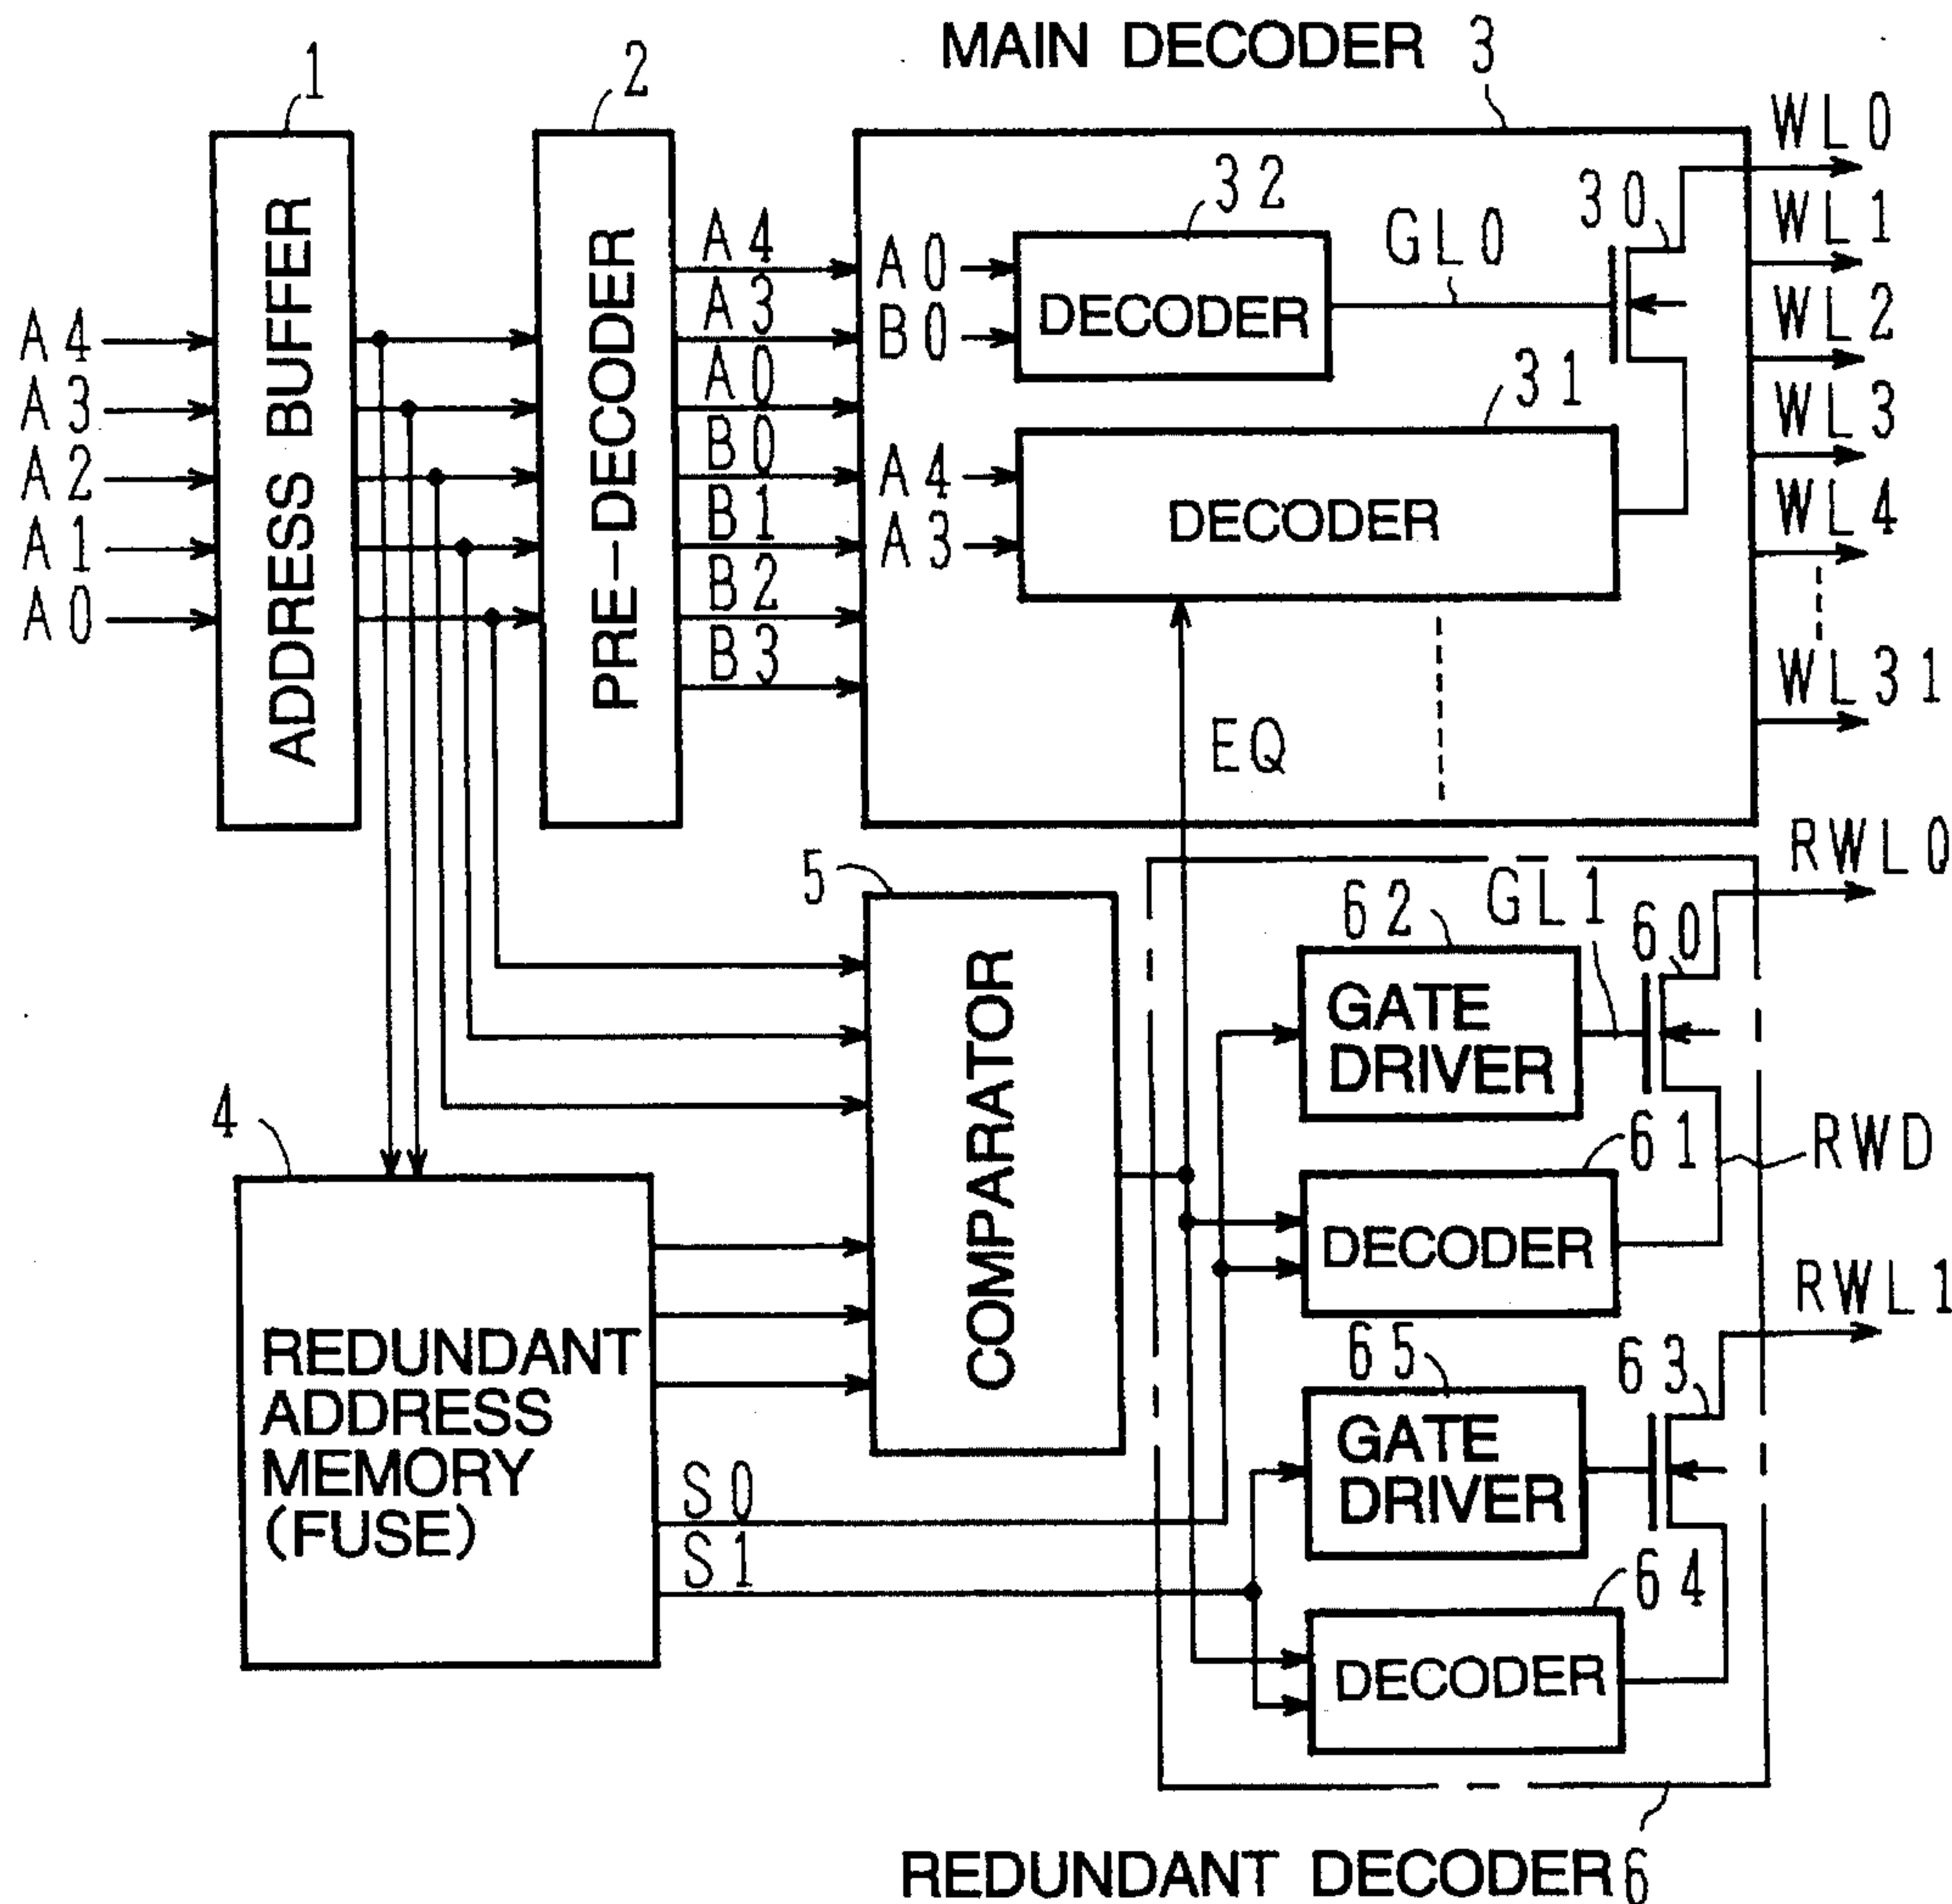 MAIN DECODER 3
1
2
ADDRESS BUFFER
PRE-DECODER
A4
A3
A2
A1
A0
A4
A3
A0
B0
B1
B2
B3
A0
B0
32
DECODER
GL0
30
31
A4
A3
DECODER
EQ
WL0
WL1
WL2
WL3
WL4
WL31
5
COMPARATOR
4
REDUNDANT
ADDRESS
MEMORY
(FUSE)
S0
S1
62
GL1
60
RWL0
GATE
DRIVER
61
RWD
DECODER
RWL1
65
63
GATE
DRIVER
64
DECODER
REDUNDANT DECODER 6